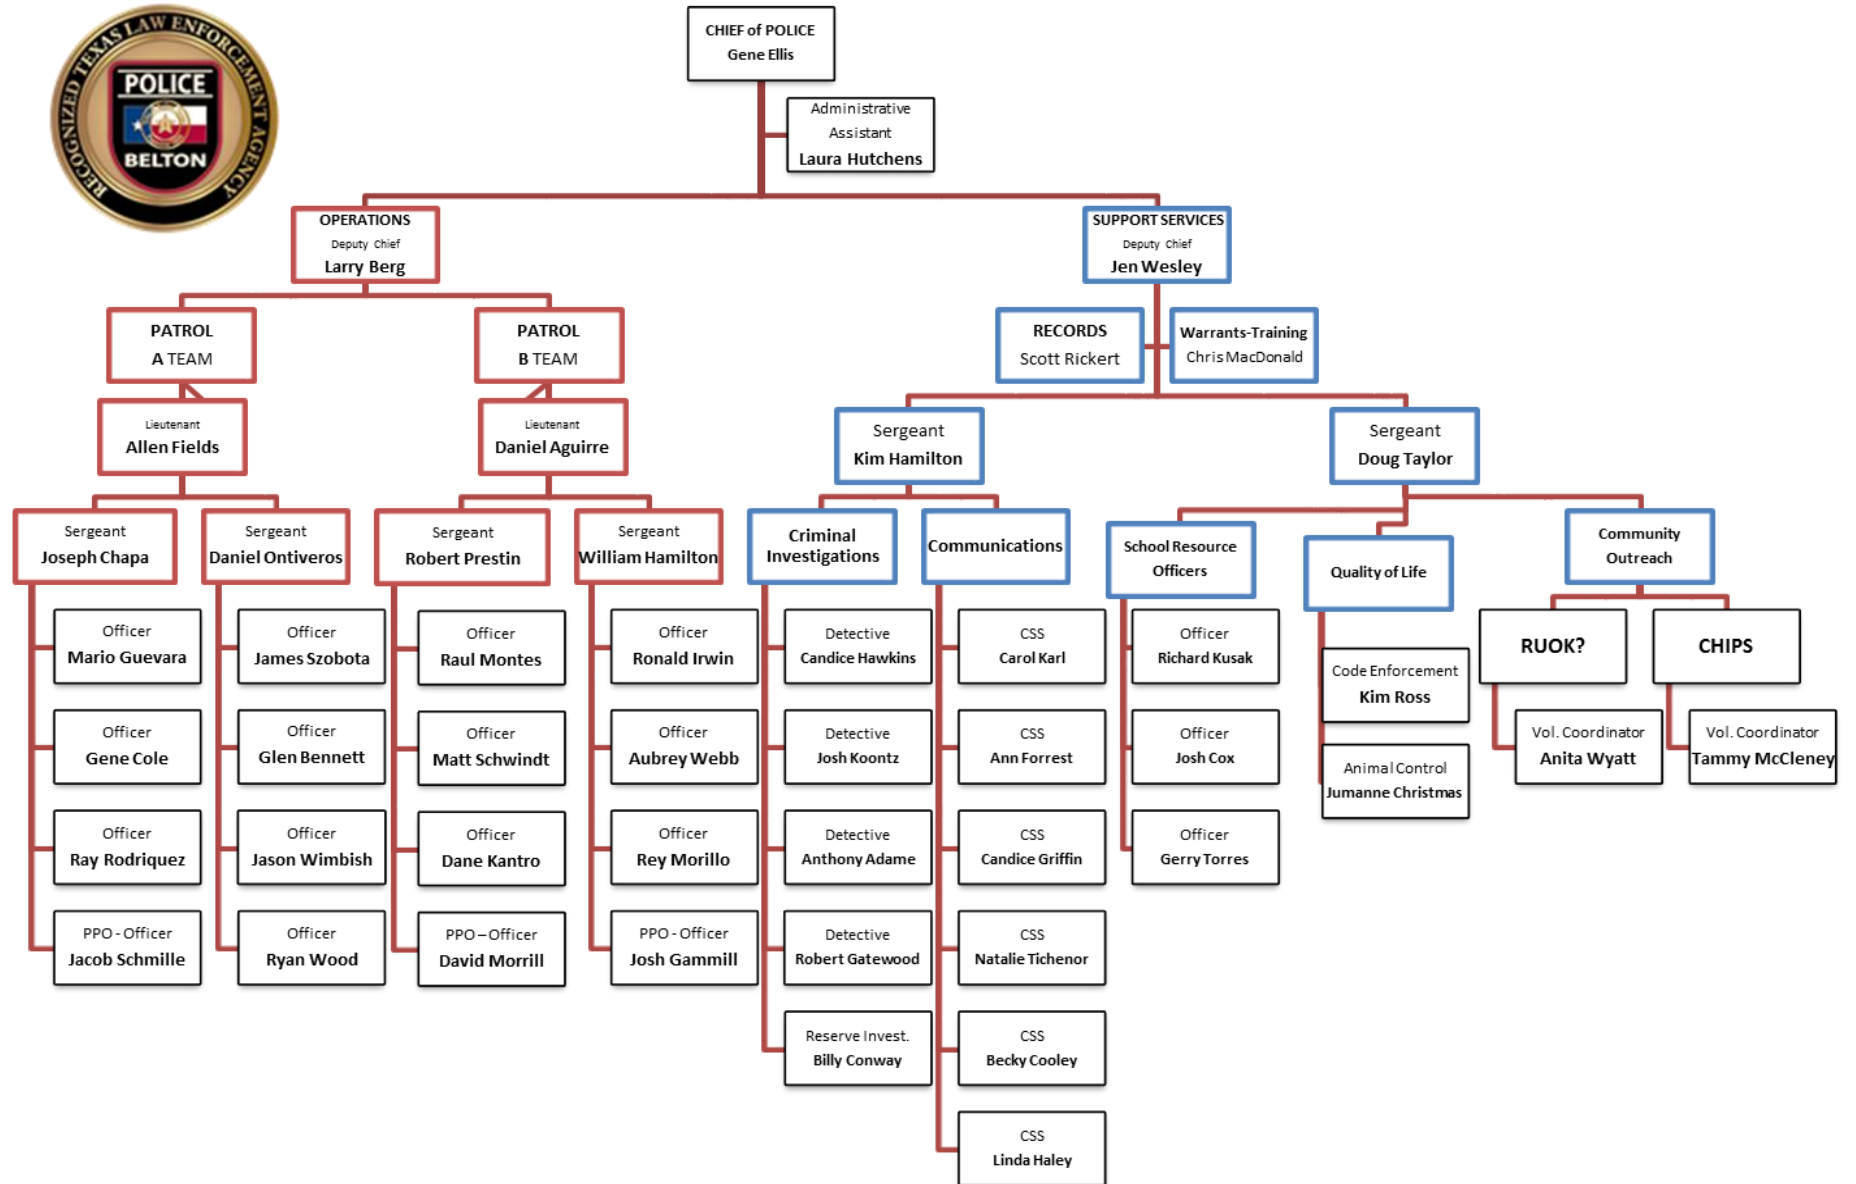 RECOGNIZED TEXAS LAW ENFORCEMENT AGENCY
POLICE
BELTON
CHIEF of POLICE
Gene Ellis
Administrative
Assistant
Laura Hutchens
OPERATIONS
Deputy Chief
Larry Berg
SUPPORT SERVICES
Deputy Chief
Jen Wesley
PATROL
A TEAM
PATROL
B TEAM
RECORDS
Scott Rickert
Warrants-Training
Chris MacDonald
Lieutenant
Allen Fields
Lieutenant
Daniel Aguirre
Sergeant
Kim Hamilton
Sergeant
Doug Taylor
Sergeant
Joseph Chapa
Sergeant
Daniel Ontiveros
Sergeant
Robert Prestin
Sergeant
William Hamilton
Criminal
Investigations
Communications
School Resource
Officers
Quality of Life
Community
Outreach
Officer
Mario Guevara
Officer
James Szobota
Officer
Raul Montes
Officer
Ronald Irwin
Detective
Candice Hawkins
CSS
Carol Karl
Officer
Richard Kusak
Code Enforcement
Kim Ross
RUOK?
CHIPS
Officer
Gene Cole
Officer
Glen Bennett
Officer
Matt Schwindt
Officer
Aubrey Webb
Detective
Josh Koontz
CSS
Ann Forrest
Officer
Josh Cox
Animal Control
Jumanne Christmas
Vol. Coordinator
Anita Wyatt
Vol. Coordinator
Tammy McCleney
Officer
Ray Rodriquez
Officer
Jason Wimbish
Officer
Dane Kantro
Officer
Rey Morillo
Detective
Anthony Adame
CSS
Candice Griffin
Officer
Gerry Torres
PPO - Officer
Jacob Schmille
Officer
Ryan Wood
PPO – Officer
David Morrill
PPO - Officer
Josh Gammill
Detective
Robert Gatewood
CSS
Natalie Tichenor
Reserve Invest.
Billy Conway
CSS
Becky Cooley
CSS
Linda Haley